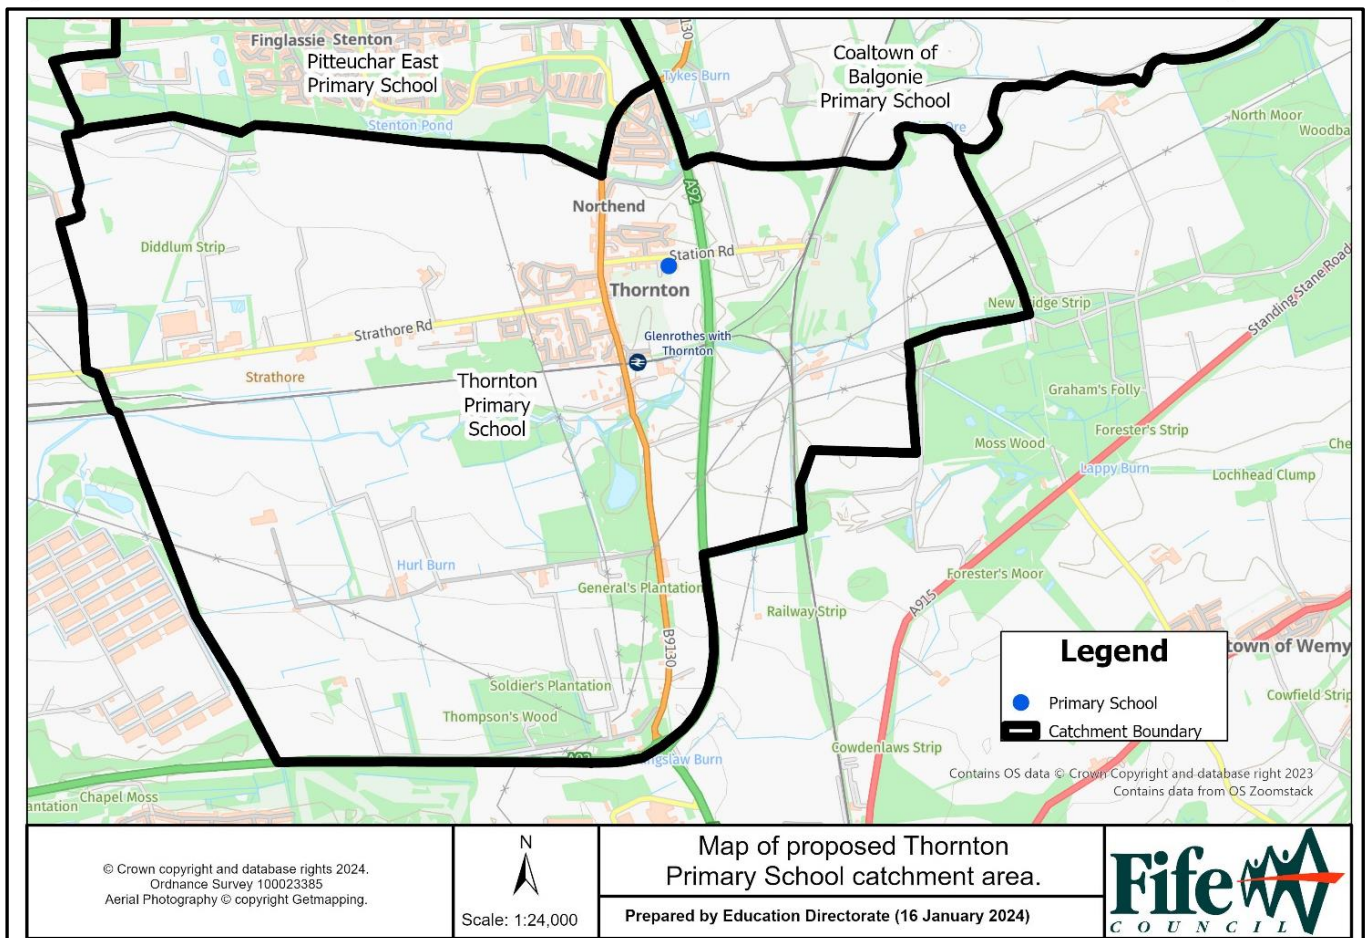 Finglassie Stenton
Pitteuchar East
Primary School
Stenton Pond
Tykes Burn
Coaltown of
Balgonie
Primary School
Ore
North Moor
Northend
A92
Diddlum Strip
Station Rd
Thornton
New Bridge Strip
Standing Stane Road
Strathore Rd
Glenrothes with
Thornton
Strathore
Thornton
Primary
School
Graham's Folly
Forester's Strip
Moss Wood
Lappy Burn
Lochhead Clump
Hurl Burn
General's Plantation
Forester's Moor
Railway Strip
A915
B9130
Soldier's Plantation
Thompson's Wood
town of Wemy
Cowfield Strip
Cowdenlaws Strip
Chapel Moss
Legend
Primary School
Catchment Boundary
Contains OS data © Crown Copyright and database right 2023
Contains data from OS Zoomstack
© Crown copyright and database rights 2024.
Ordnance Survey 100023385
Aerial Photography © copyright Getmapping.
N
Scale: 1:24,000
Map of proposed Thornton
Primary School catchment area.
Prepared by Education Directorate (16 January 2024)
Fife
COUNCIL